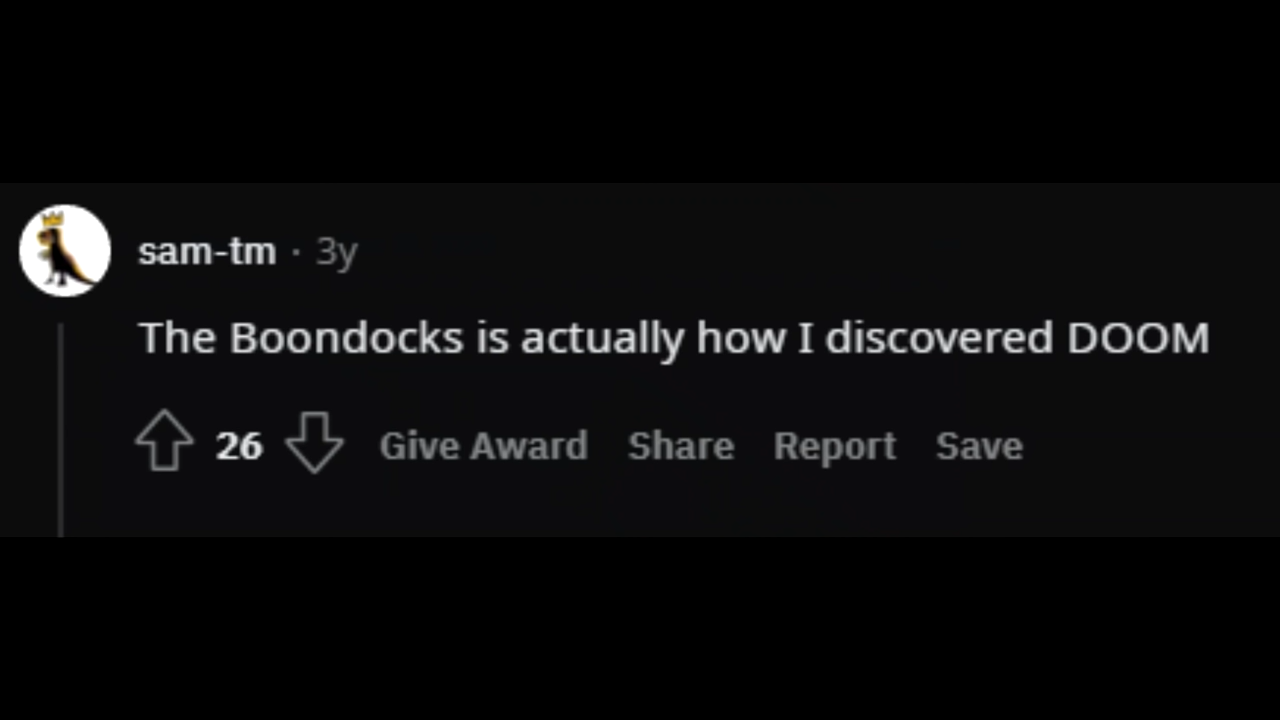 sam-tm · 3y
The Boondocks is actually how I discovered DOOM
26 Give Award Share Report Save